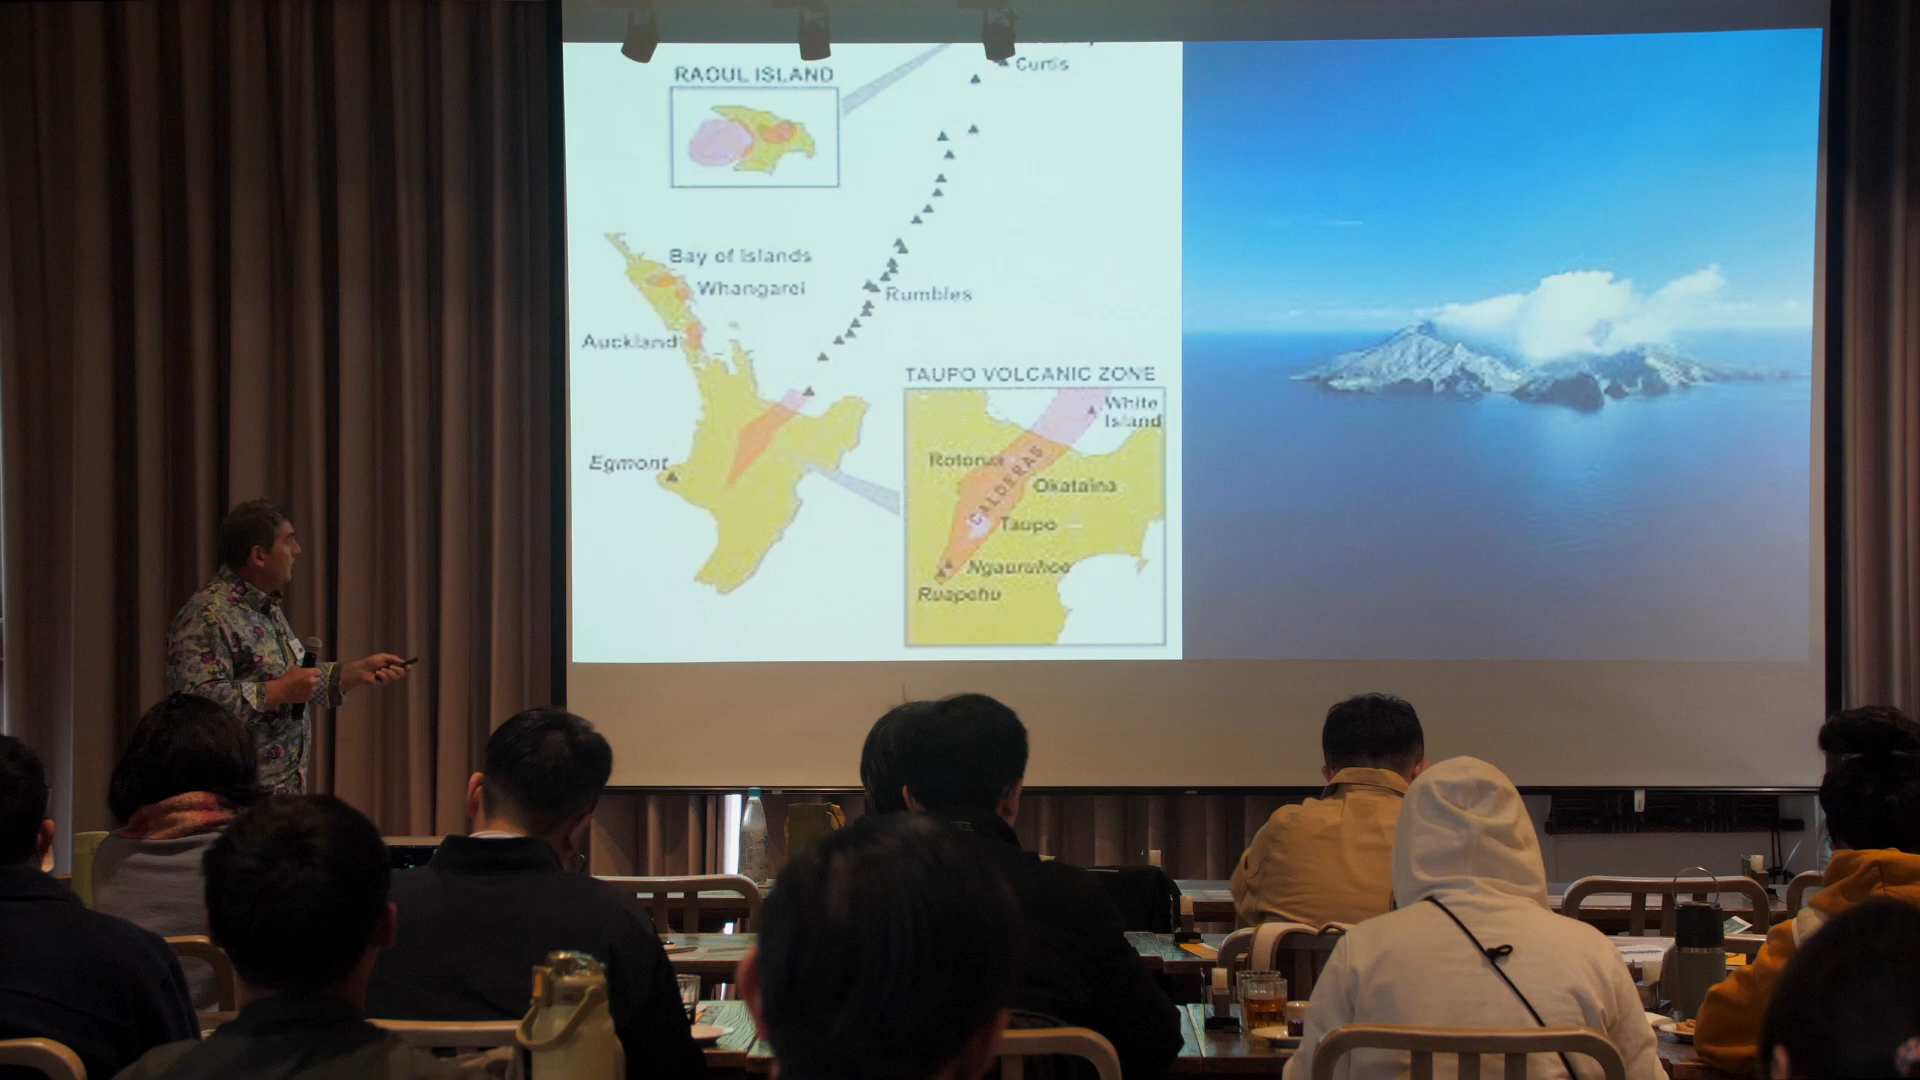 RAOUL ISLAND
Curtis
Bay of Islands
Whangarei
Rumbles
Auckland
TAUPO VOLCANIC ZONE
White
Island
Egmont
Rotorua
CALDERAS
Okataina
Taupo
Ngauruhoe
Ruapehu